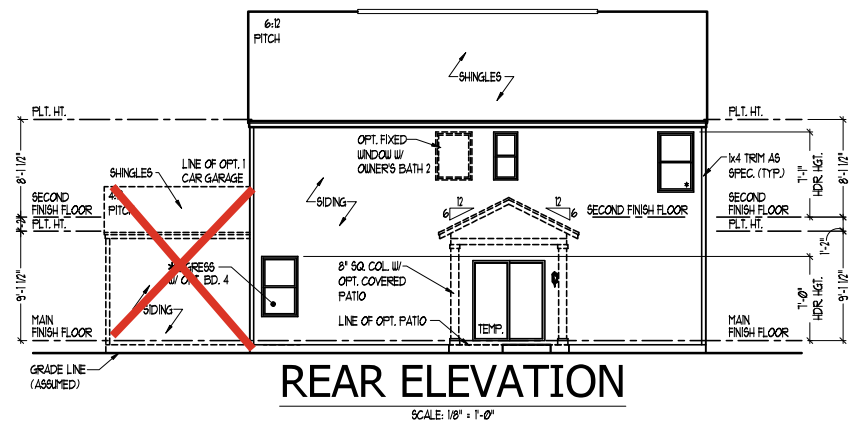 6:12
PITCH
SHINGLES
PLT. HT.
PLT. HT.
OPT. FIXED
WINDOW W/
OWNER'S BATH 2
LINE OF OPT. 1
CAR GARAGE
SHINGLES
1x4 TRIM AS
SPEC. (TYP.)
8'-1 1/2"
7'-1"
HDR. HGT.
8'-1 1/2"
SECOND
FINISH FLOOR
PLT. HT.
PITCH
SIDING
12
6
12
6
SECOND FINISH FLOOR
SECOND
FINISH FLOOR
PLT. HT.
1'-2"
EGRESS
W/ OPT. BD. 4
8" SQ. COL. W/
OPT. COVERED
PATIO
9'-1 1/2"
7'-0"
HDR. HGT.
9'-1 1/2"
SIDING
LINE OF OPT. PATIO
TEMP.
MAIN
FINISH FLOOR
MAIN
FINISH FLOOR
GRADE LINE
(ASSUMED)
REAR ELEVATION
SCALE: 1/8" = 1'-0"